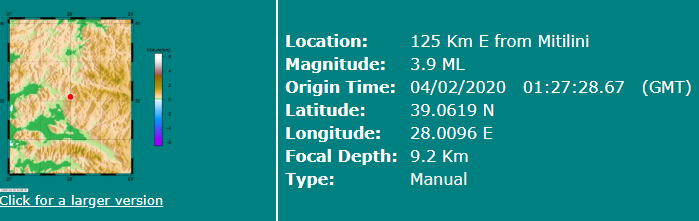 Location: 125 Km E from Mitilini
Magnitude: 3.9 ML
Origin Time: 04/02/2020 01:27:28.67 (GMT)
Latitude: 39.0619 N
Longitude: 28.0096 E
Focal Depth: 9.2 Km
Type: Manual
Click for a larger version